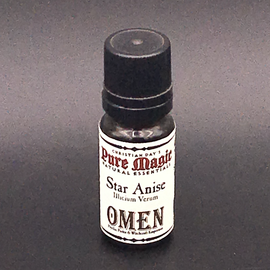 CHRISTIAN DAY'S
Pure Magic
NATURAL ESSENTIALS
Star Anise
Illicium Verum
OMEN